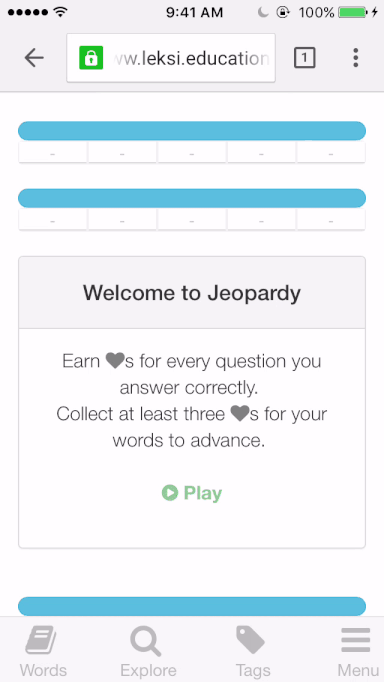 9:41 AM 100%
ww.leksi.education
1
- - - - -
- - - - -
Welcome to Jeopardy
Earn ♥s for every question you
answer correctly.
Collect at least three ♥s for your
words to advance.
Play
Words Explore Tags Menu